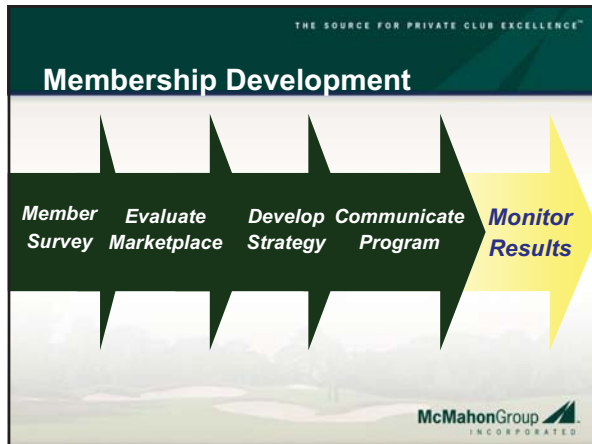 THE SOURCE FOR PRIVATE CLUB EXCELLENCE™
Membership Development
Member
Survey
Evaluate
Marketplace
Develop
Strategy
Communicate
Program
Monitor
Results
McMahonGroup
INCORPORATED